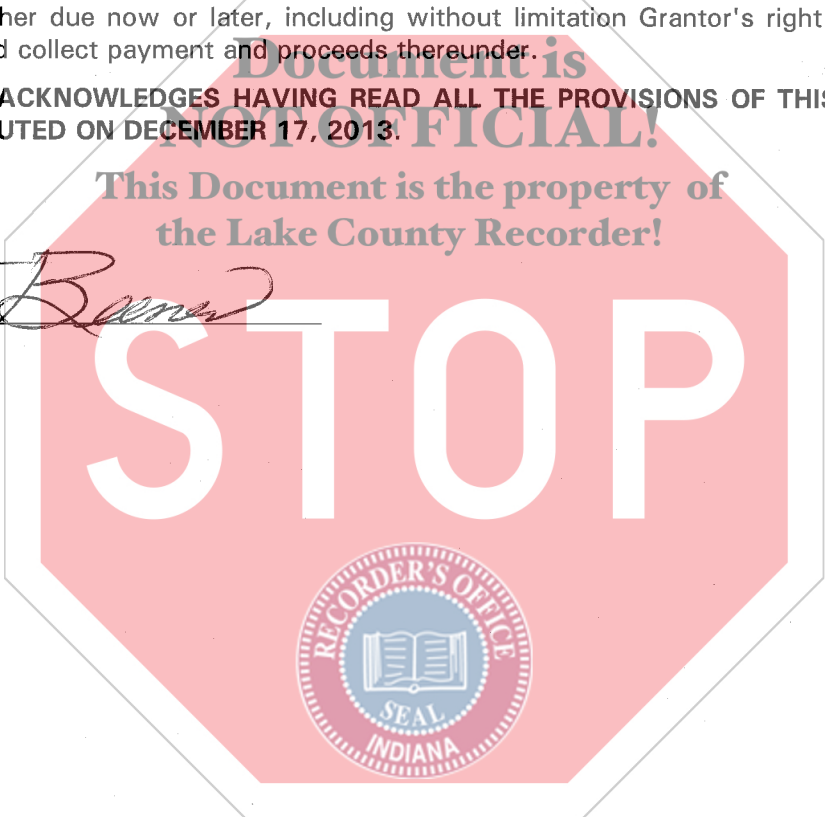 her due now or later, including without limitation Grantor's right
d collect payment and proceeds thereunder.
Document is
ACKNOWLEDGES HAVING READ ALL THE PROVISIONS OF THIS
UTED ON DECEMBER 17, 2013.
NOT OFFICIAL!
This Document is the property of
the Lake County Recorder!
STOP
RECORDER'S OFFICE
SEAL
INDIANA